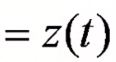 = z(t)